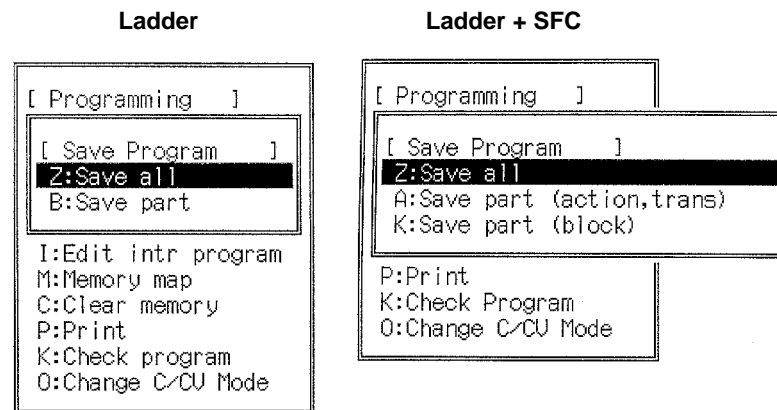 Ladder
[ Programming ]
[ Save Program ]
Z:Save all
B:Save part
I:Edit intr program
M:Memory map
C:Clear memory
P:Print
K:Check program
O:Change C/CV Mode
Ladder + SFC
[ Programming ]
[ Save Program ]
Z:Save all
A:Save part (action,trans)
K:Save part (block)
P:Print
K:Check Program
O:Change C/CV Mode